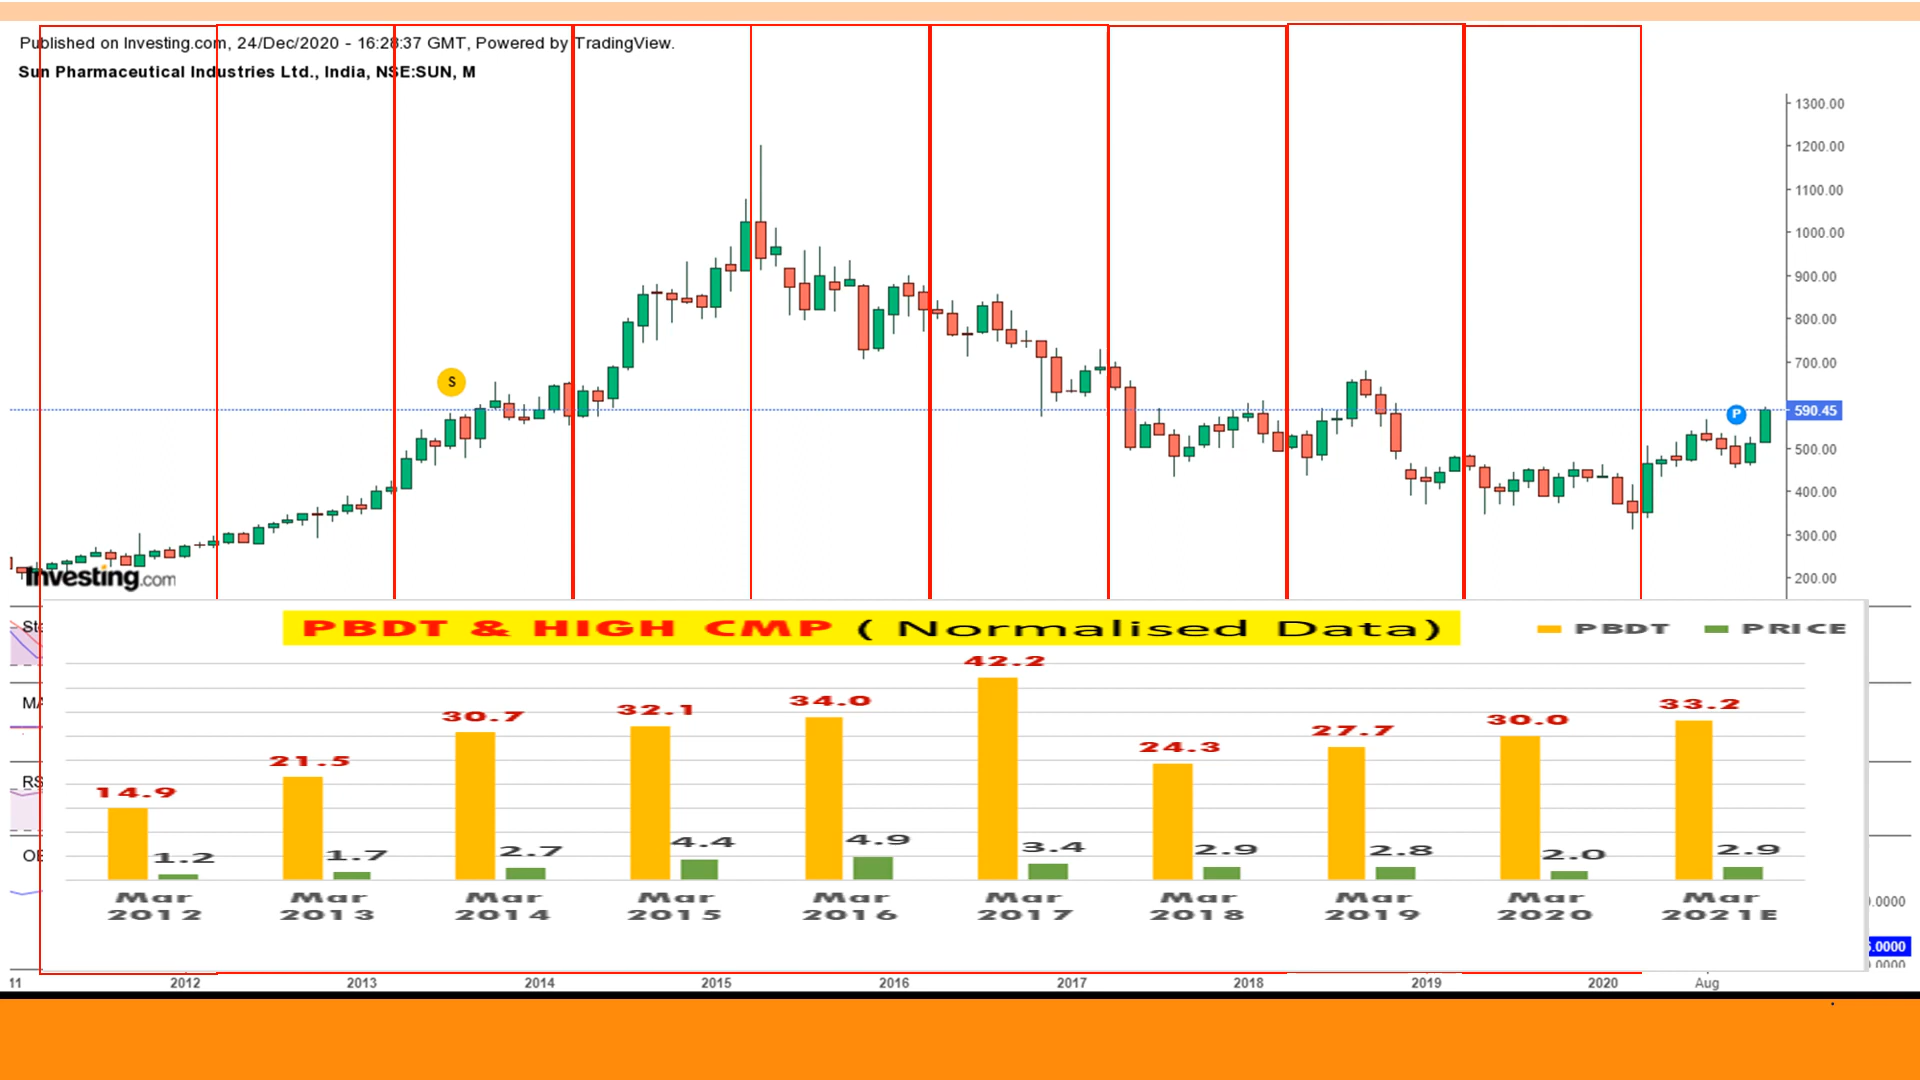 Published on Investing.com, 24/Dec/2020 - 16:28:37 GMT, Powered by TradingView.
Sun Pharmaceutical Industries Ltd., India, NSE:SUN, M
1300.00
1200.00
1100.00
1000.00
900.00
800.00
700.00
S
P
590.45
500.00
400.00
300.00
200.00
Investing.com
PBDT & HIGH CMP ( Normalised Data)
PBDT PRICE
Sto
MA
RS
42.2
34.0
33.2
32.1
30.7
30.0
27.7
24.3
21.5
14.9
1.2 1.7 2.7 4.4 4.9 3.4 2.9 2.8 2.0 2.9
Mar 2012
Mar 2013
Mar 2014
Mar 2015
Mar 2016
Mar 2017
Mar 2018
Mar 2019
Mar 2020
Mar 2021E
11 2012 2013 2014 2015 2016 2017 2018 2019 2020 Aug